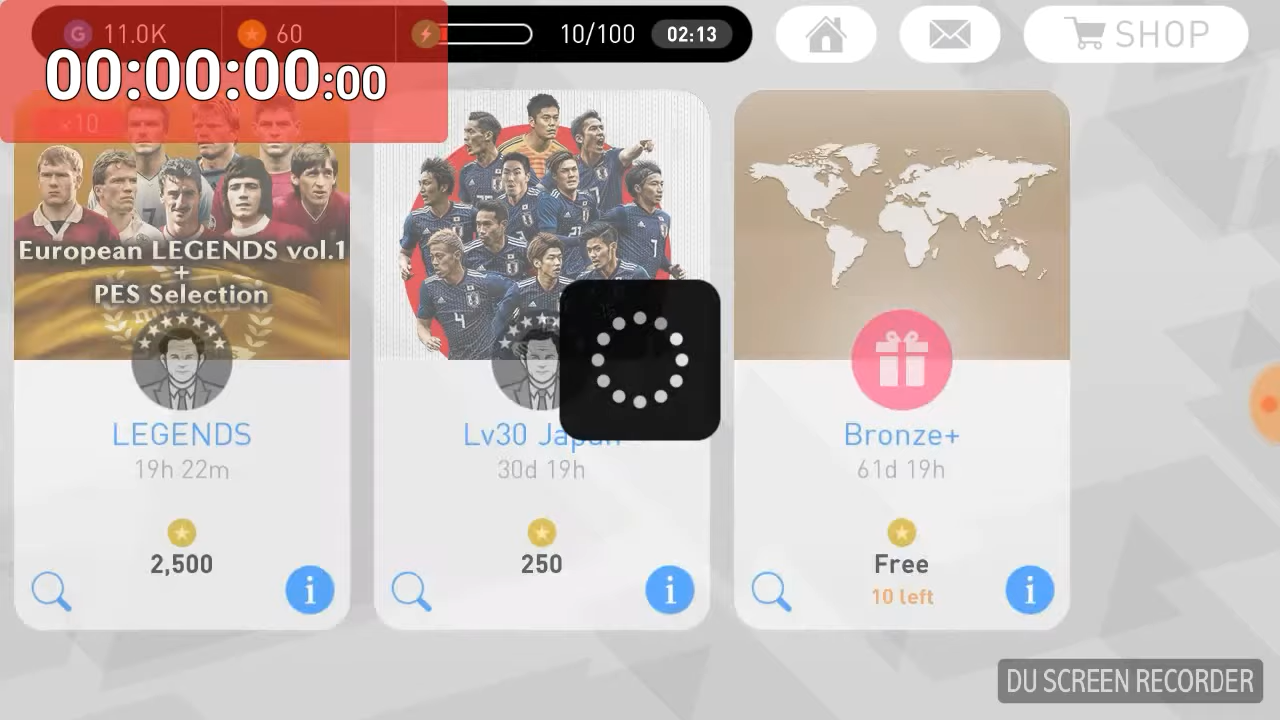 G 11.0K
60
10/100
02:13
SHOP
00:00:00:00
×10
European LEGENDS vol.1
+
PES Selection
LEGENDS
19h 22m
2,500
i
Lv30 Japan
30d 19h
250
i
Bronze+
61d 19h
Free
10 left
i
DU SCREEN RECORDER